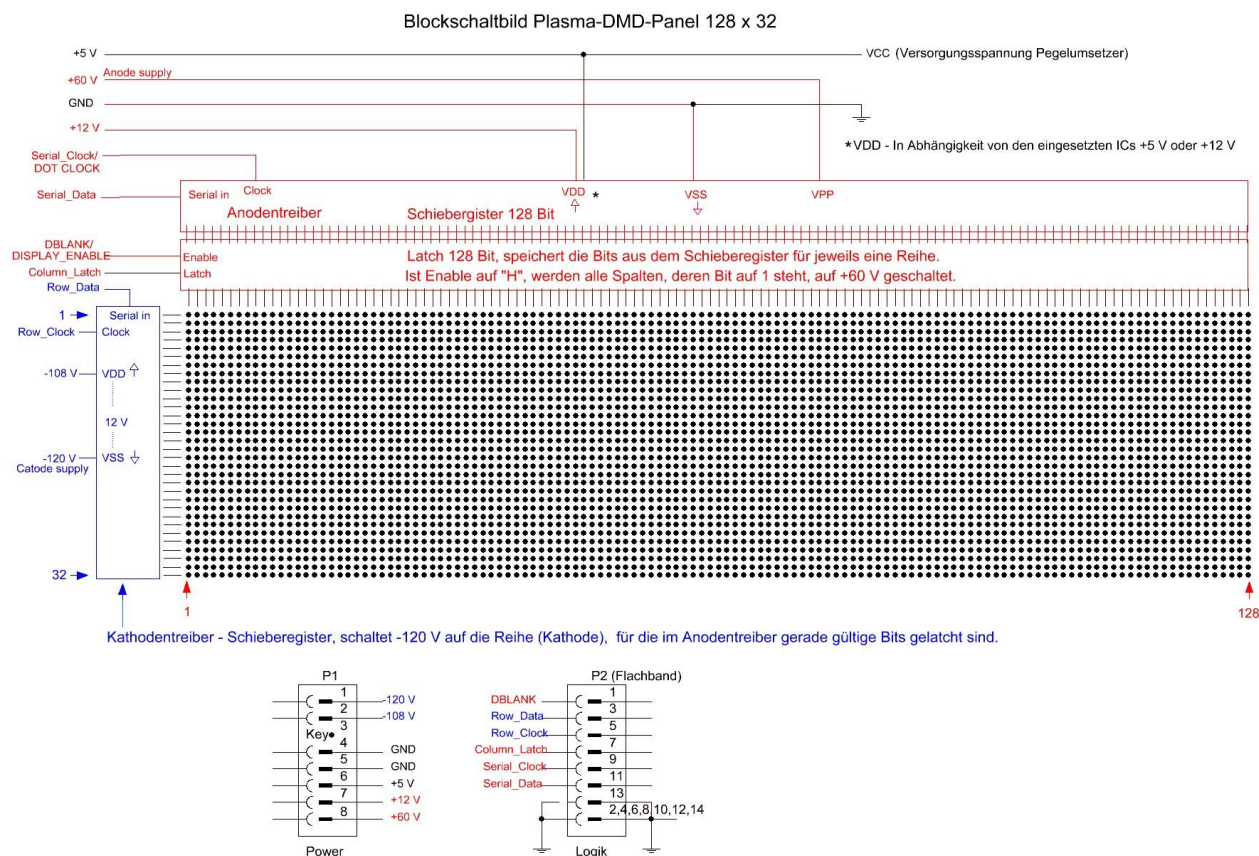 Blockschaltbild Plasma-DMD-Panel 128 x 32
+5 V
VCC (Versorgungsspannung Pegelumsetzer)
+60 V
Anode supply
GND
+12 V
*VDD - In Abhängigkeit von den eingesetzten ICs +5 V oder +12 V
Serial_Clock/
DOT CLOCK
Serial_Data
Serial in
Clock
VDD
*
VSS
VPP
Anodentreiber
Schiebergister 128 Bit
DBLANK/
DISPLAY_ENABLE
Enable
Latch 128 Bit, speichert die Bits aus dem Schieberegister für jeweils eine Reihe.
Column_Latch
Latch
Ist Enable auf "H", werden alle Spalten, deren Bit auf 1 steht, auf +60 V geschaltet.
Row_Data
1
Serial in
Row_Clock
Clock
-108 V
VDD
12 V
-120 V
VSS
Catode supply
32
1
128
Kathodentreiber - Schieberegister, schaltet -120 V auf die Reihe (Kathode), für die im Anodentreiber gerade gültige Bits gelatcht sind.
P1
1
-120 V
2
-108 V
3
Key
4
GND
5
GND
6
+5 V
7
+12 V
8
+60 V
Power
P2 (Flachband)
DBLANK
1
Row_Data
3
Row_Clock
5
Column_Latch
7
Serial_Clock
9
Serial_Data
11
13
2,4,6,8,10,12,14
Logik